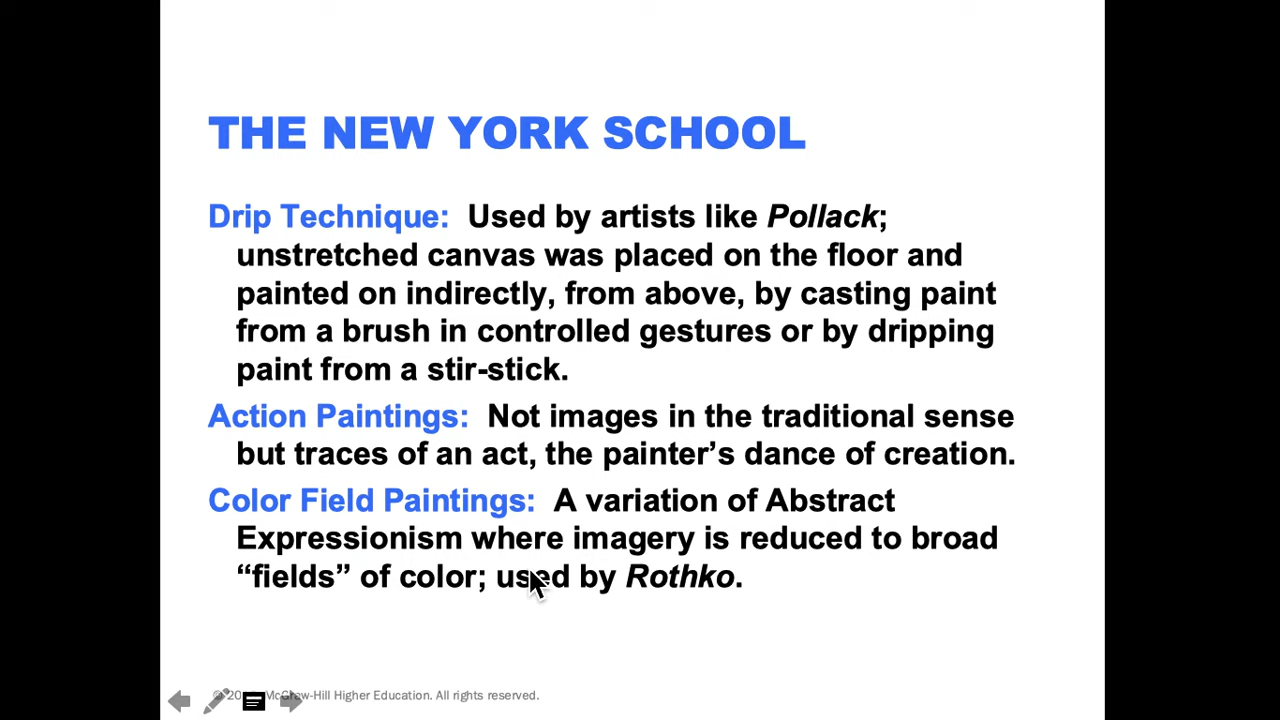 THE NEW YORK SCHOOL
Drip Technique: Used by artists like Pollack;
unstretched canvas was placed on the floor and
painted on indirectly, from above, by casting paint
from a brush in controlled gestures or by dripping
paint from a stir-stick.
Action Paintings: Not images in the traditional sense
but traces of an act, the painter’s dance of creation.
Color Field Paintings: A variation of Abstract
Expressionism where imagery is reduced to broad
“fields” of color; used by Rothko.
© McGraw-Hill Higher Education. All rights reserved.